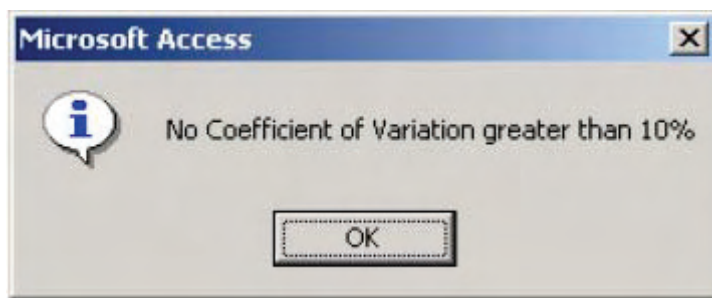 Microsoft Access
No Coefficient of Variation greater than 10%
OK